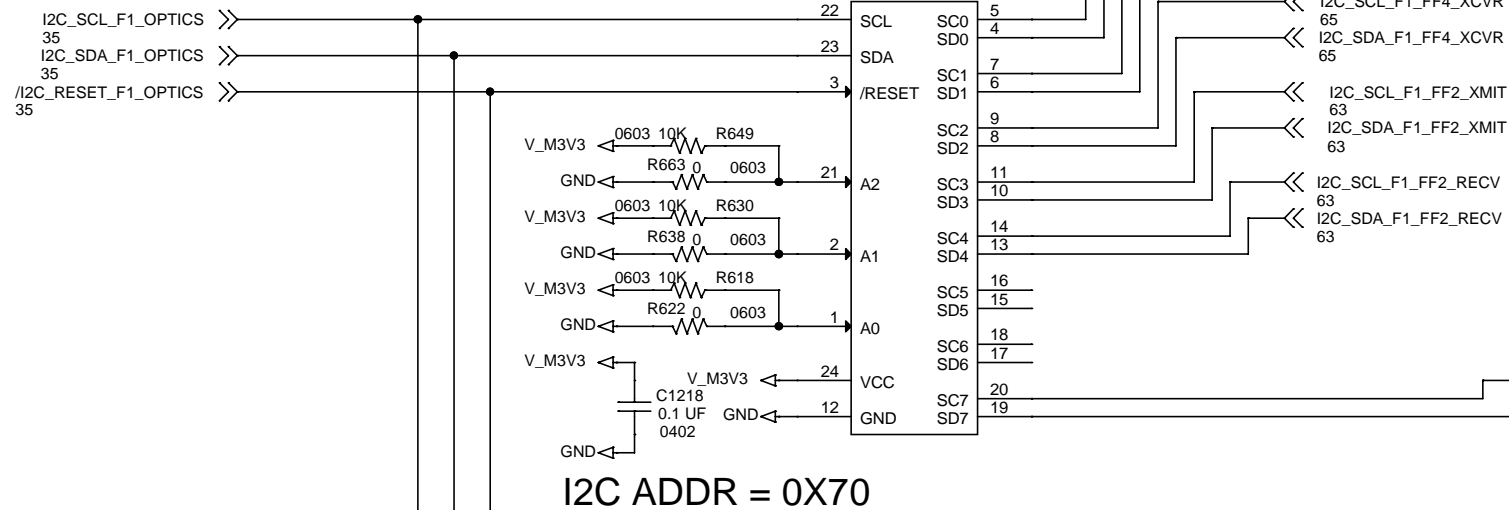 I2C_SCL_F1_OPTICS
35
I2C_SDA_F1_OPTICS
35
/I2C_RESET_F1_OPTICS
35
22
23
3
SCL
SDA
/RESET
V_M3V3 0603 10K R649
GND R663 0 0603
21 A2
V_M3V3 0603 10K R630
GND R638 0 0603
2 A1
V_M3V3 0603 10K R618
GND R622 0 0603
1 A0
V_M3V3
C1218
0.1 UF
0402
GND
V_M3V3 24 VCC
GND 12 GND
SC0 5
SD0 4
SC1 7
SD1 6
SC2 9
SD2 8
SC3 11
SD3 10
SC4 14
SD4 13
SC5 16
SD5 15
SC6 18
SD6 17
SC7 20
SD7 19
I2C_SCL_F1_FF4_XCVR
65
I2C_SDA_F1_FF4_XCVR
65
I2C_SCL_F1_FF2_XMIT
63
I2C_SDA_F1_FF2_XMIT
63
I2C_SCL_F1_FF2_RECV
63
I2C_SDA_F1_FF2_RECV
63
I2C ADDR = 0X70